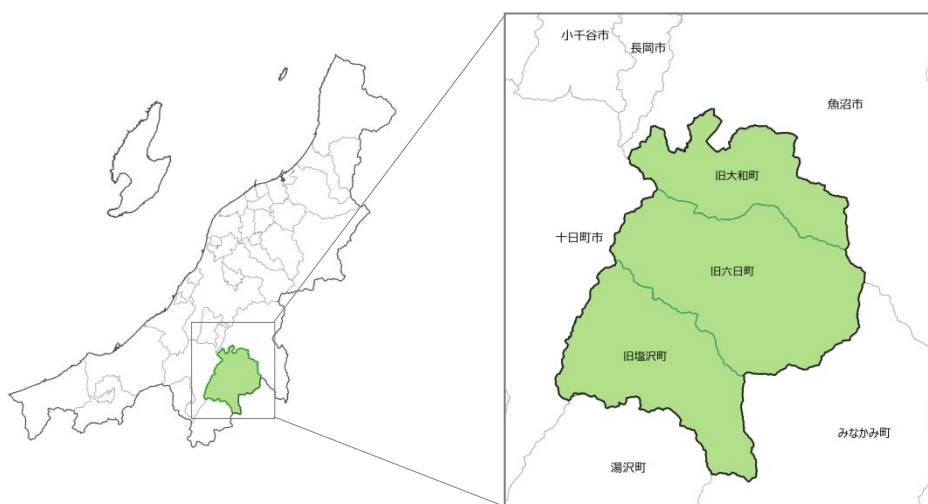 小千谷市
長岡市
魚沼市
旧大和町
十日町市
旧六日町
旧塩沢町
みなかみ町
湯沢町